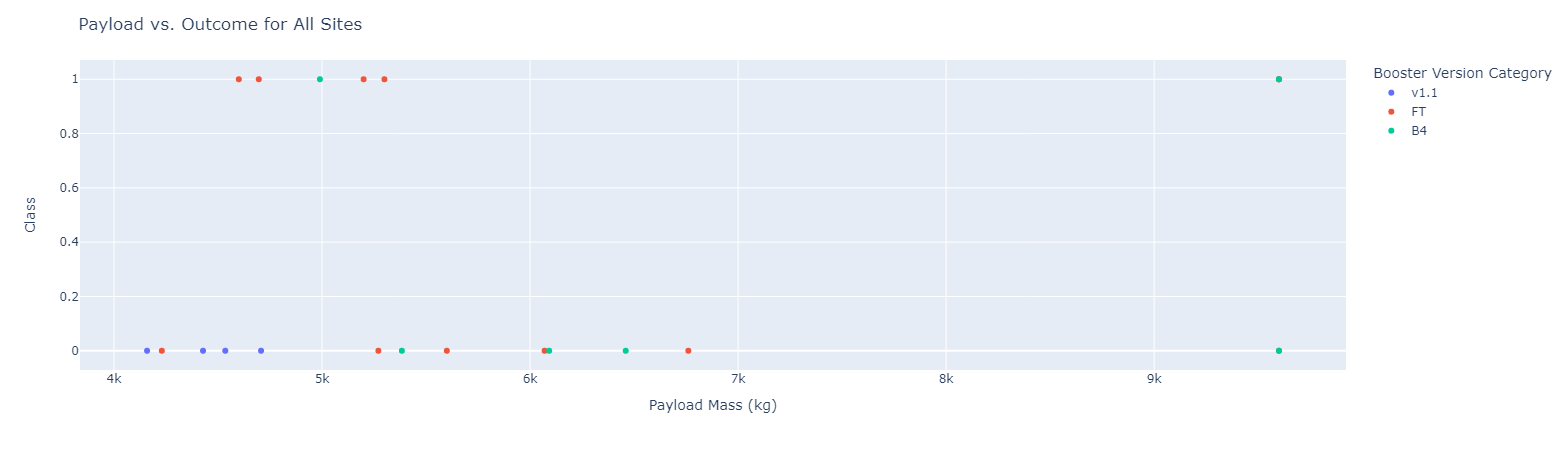 Payload vs. Outcome for All Sites
Booster Version Category
v1.1
FT
B4
Class
1
0.8
0.6
0.4
0.2
0
4k
5k
6k
7k
8k
9k
Payload Mass (kg)